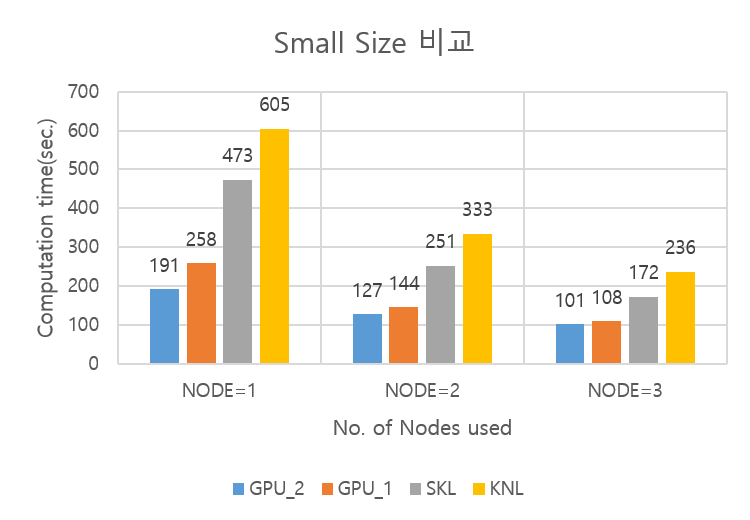 Small Size 비교
Computation time(sec.)
700
600
500
400
300
200
100
0
191
258
473
605
127
144
251
333
101
108
172
236
NODE=1
NODE=2
NODE=3
No. of Nodes used
GPU_2
GPU_1
SKL
KNL